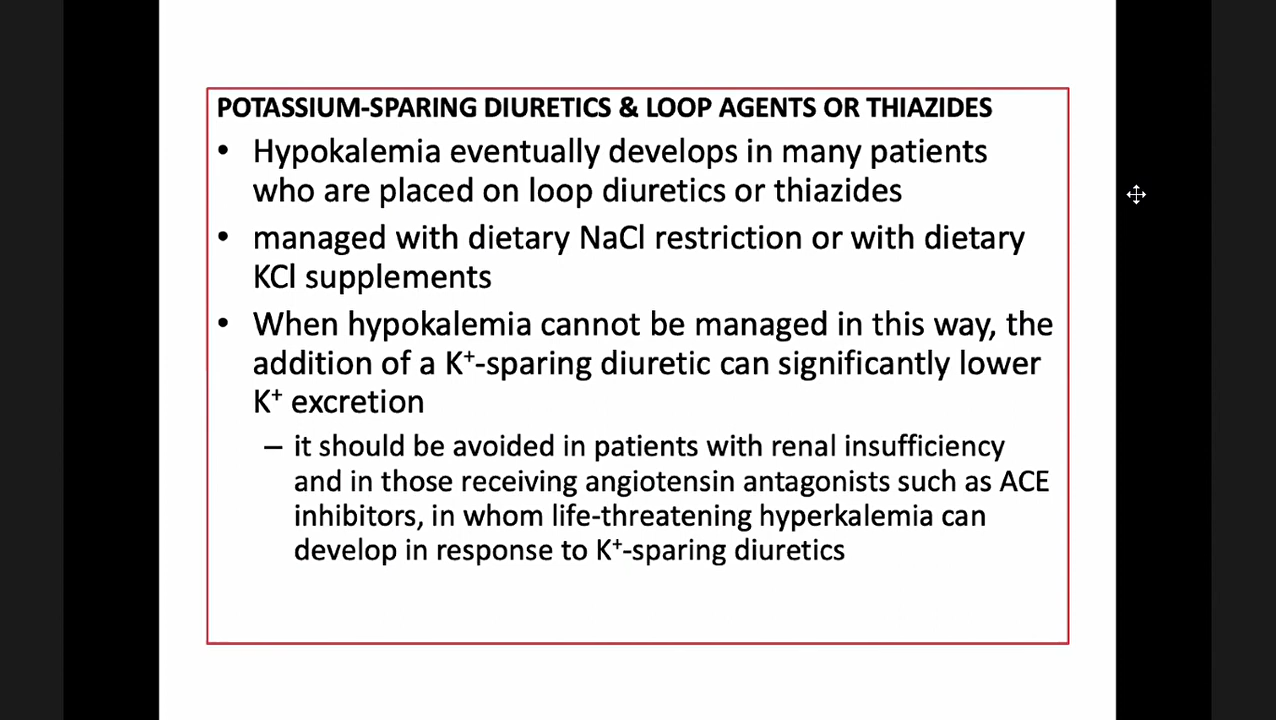 POTASSIUM-SPARING DIURETICS & LOOP AGENTS OR THIAZIDES
• Hypokalemia eventually develops in many patients
who are placed on loop diuretics or thiazides
• managed with dietary NaCl restriction or with dietary
KCl supplements
• When hypokalemia cannot be managed in this way, the
addition of a K⁺-sparing diuretic can significantly lower
K⁺ excretion
– it should be avoided in patients with renal insufficiency
and in those receiving angiotensin antagonists such as ACE
inhibitors, in whom life-threatening hyperkalemia can
develop in response to K⁺-sparing diuretics